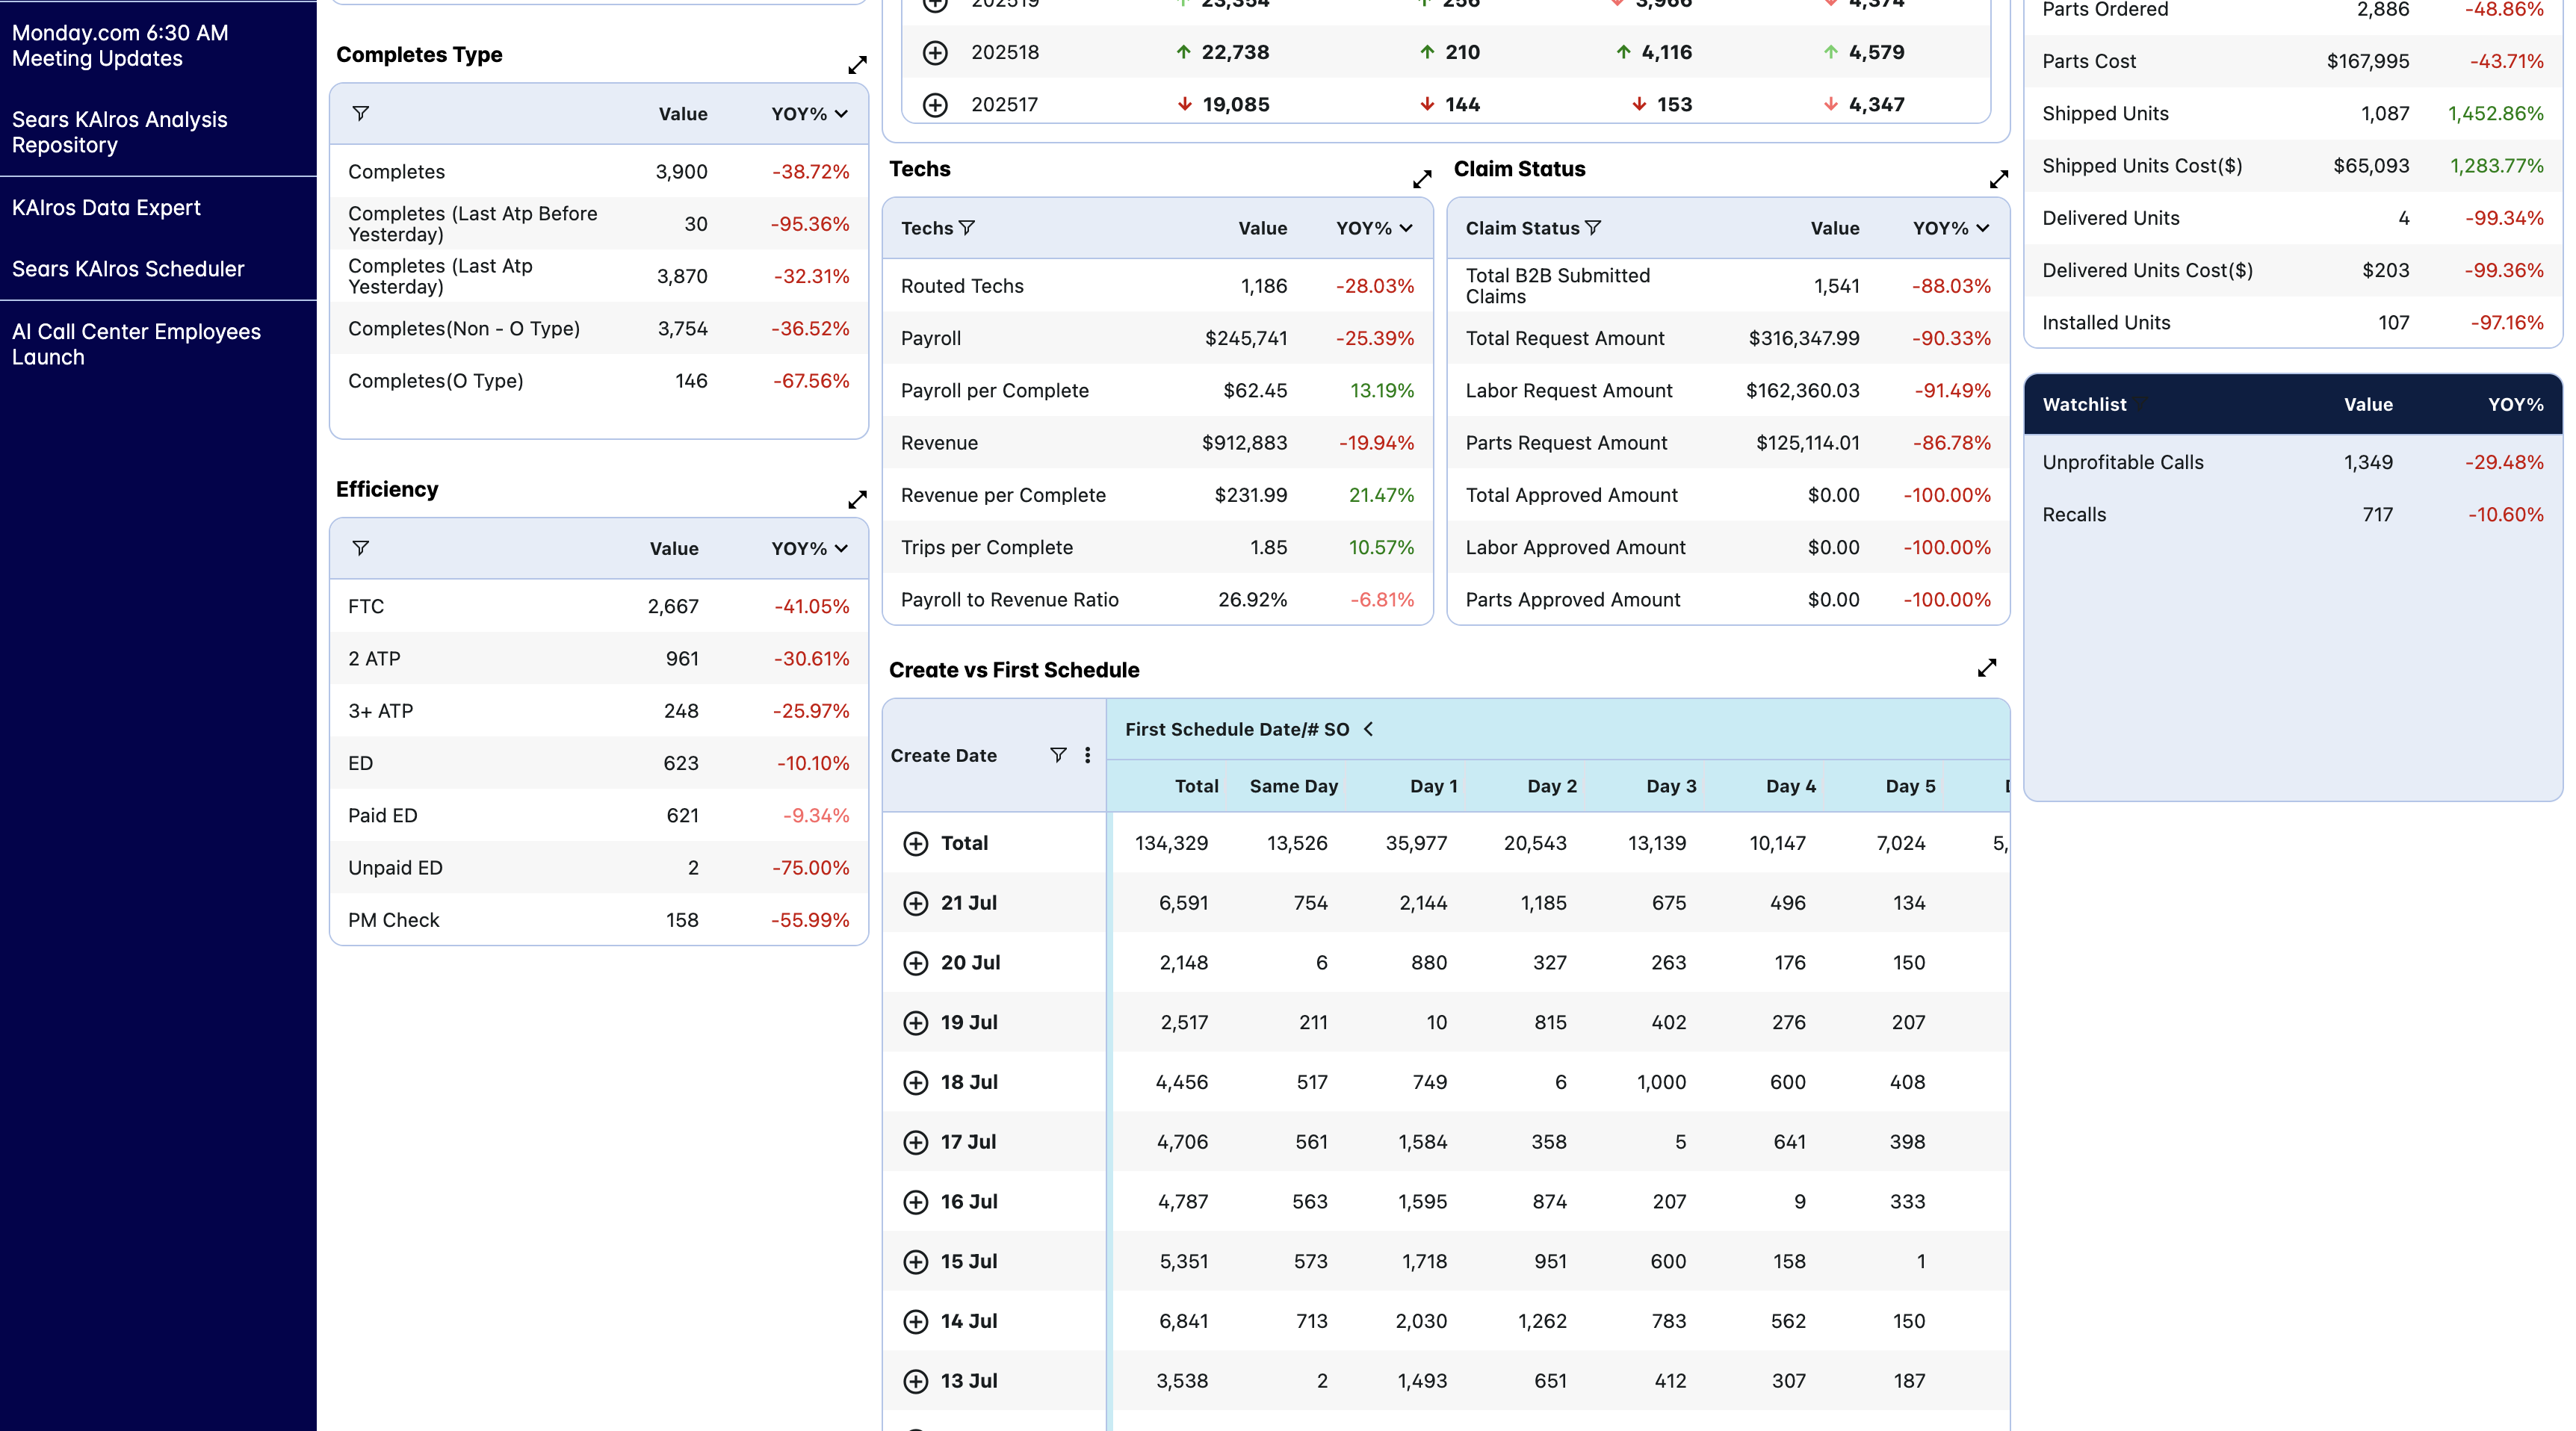 Monday.com 6:30 AM
Meeting Updates
Sears KAIros Analysis
Repository
KAIros Data Expert
Sears KAIros Scheduler
AI Call Center Employees
Launch
Completes Type
Value YOY%
Completes 3,900 -38.72%
Completes (Last Atp Before
Yesterday) 30 -95.36%
Completes (Last Atp
Yesterday) 3,870 -32.31%
Completes(Non - O Type) 3,754 -36.52%
Completes(O Type) 146 -67.56%
Efficiency
Value YOY%
FTC 2,667 -41.05%
2 ATP 961 -30.61%
3+ ATP 248 -25.97%
ED 623 -10.10%
Paid ED 621 -9.34%
Unpaid ED 2 -75.00%
PM Check 158 -55.99%
202519 23,354 256 3,966 4,374
202518 22,738 210 4,116 4,579
202517 19,085 144 153 4,347
Techs
Techs Value YOY%
Routed Techs 1,186 -28.03%
Payroll $245,741 -25.39%
Payroll per Complete $62.45 13.19%
Revenue $912,883 -19.94%
Revenue per Complete $231.99 21.47%
Trips per Complete 1.85 10.57%
Payroll to Revenue Ratio 26.92% -6.81%
Claim Status
Claim Status Value YOY%
Total B2B Submitted
Claims 1,541 -88.03%
Total Request Amount $316,347.99 -90.33%
Labor Request Amount $162,360.03 -91.49%
Parts Request Amount $125,114.01 -86.78%
Total Approved Amount $0.00 -100.00%
Labor Approved Amount $0.00 -100.00%
Parts Approved Amount $0.00 -100.00%
Create vs First Schedule
Create Date First Schedule Date/# SO
Total Same Day Day 1 Day 2 Day 3 Day 4 Day 5
Total 134,329 13,526 35,977 20,543 13,139 10,147 7,024 5,
21 Jul 6,591 754 2,144 1,185 675 496 134
20 Jul 2,148 6 880 327 263 176 150
19 Jul 2,517 211 10 815 402 276 207
18 Jul 4,456 517 749 6 1,000 600 408
17 Jul 4,706 561 1,584 358 5 641 398
16 Jul 4,787 563 1,595 874 207 9 333
15 Jul 5,351 573 1,718 951 600 158 1
14 Jul 6,841 713 2,030 1,262 783 562 150
13 Jul 3,538 2 1,493 651 412 307 187
Parts Ordered 2,886 -48.86%
Parts Cost $167,995 -43.71%
Shipped Units 1,087 1,452.86%
Shipped Units Cost($) $65,093 1,283.77%
Delivered Units 4 -99.34%
Delivered Units Cost($) $203 -99.36%
Installed Units 107 -97.16%
Watchlist Value YOY%
Unprofitable Calls 1,349 -29.48%
Recalls 717 -10.60%